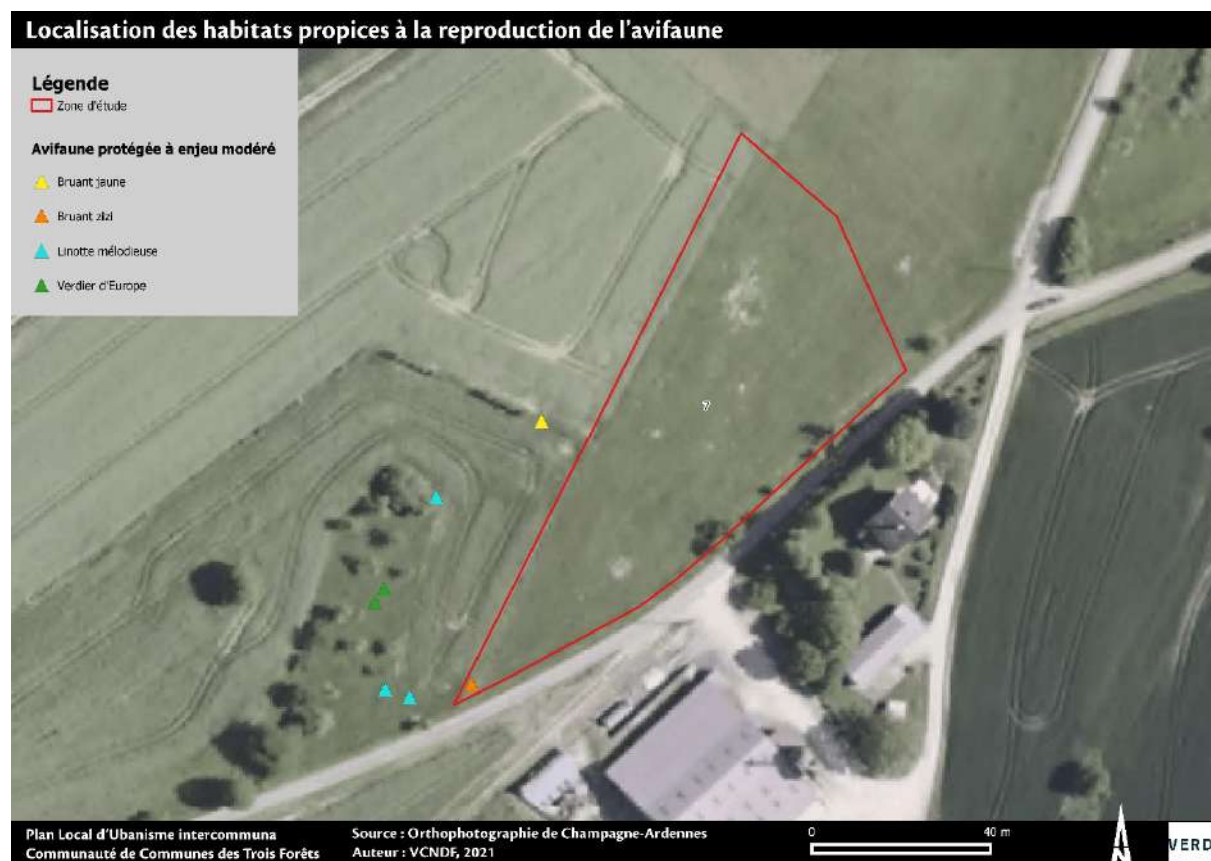 Localisation des habitats propices à la reproduction de l'avifaune
Légende
Zone d'étude
Avifaune protégée à enjeu modéré
Bruant jaune
Bruant zizi
Linotte mélodieuse
Verdier d'Europe
?
Plan Local d'Ubanisme intercommuna
Communauté de Communes des Trois Forêts
Source : Orthophotographie de Champagne-Ardennes
Auteur : VCNDF, 2021
0 40 m
N
VERD